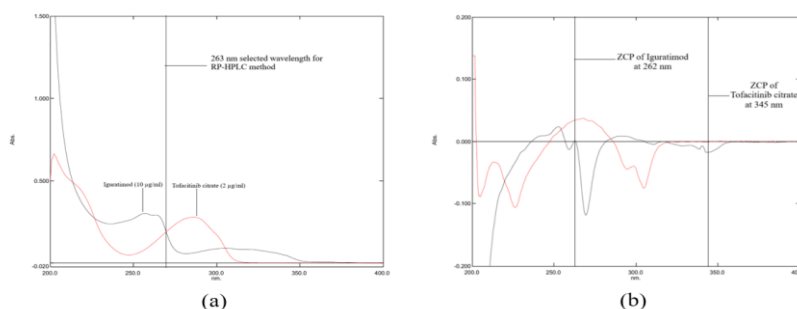 1.500
1.000
0.500
-0.020
Abs.
200.0
250.0
300.0
350.0
400.0
nm.
263 nm selected wavelength for
RP-HPLC method
Iguratimod (10 µg/ml)
Tofacitinib citrate (2 µg/ml)
(a)
0.200
0.100
0.000
-0.100
-0.200
Abs.
200.0
250.0
300.0
350.0
400.0
nm.
ZCP of Iguratimod
at 262 nm
ZCP of
Tofacitinib citrate
at 345 nm
(b)